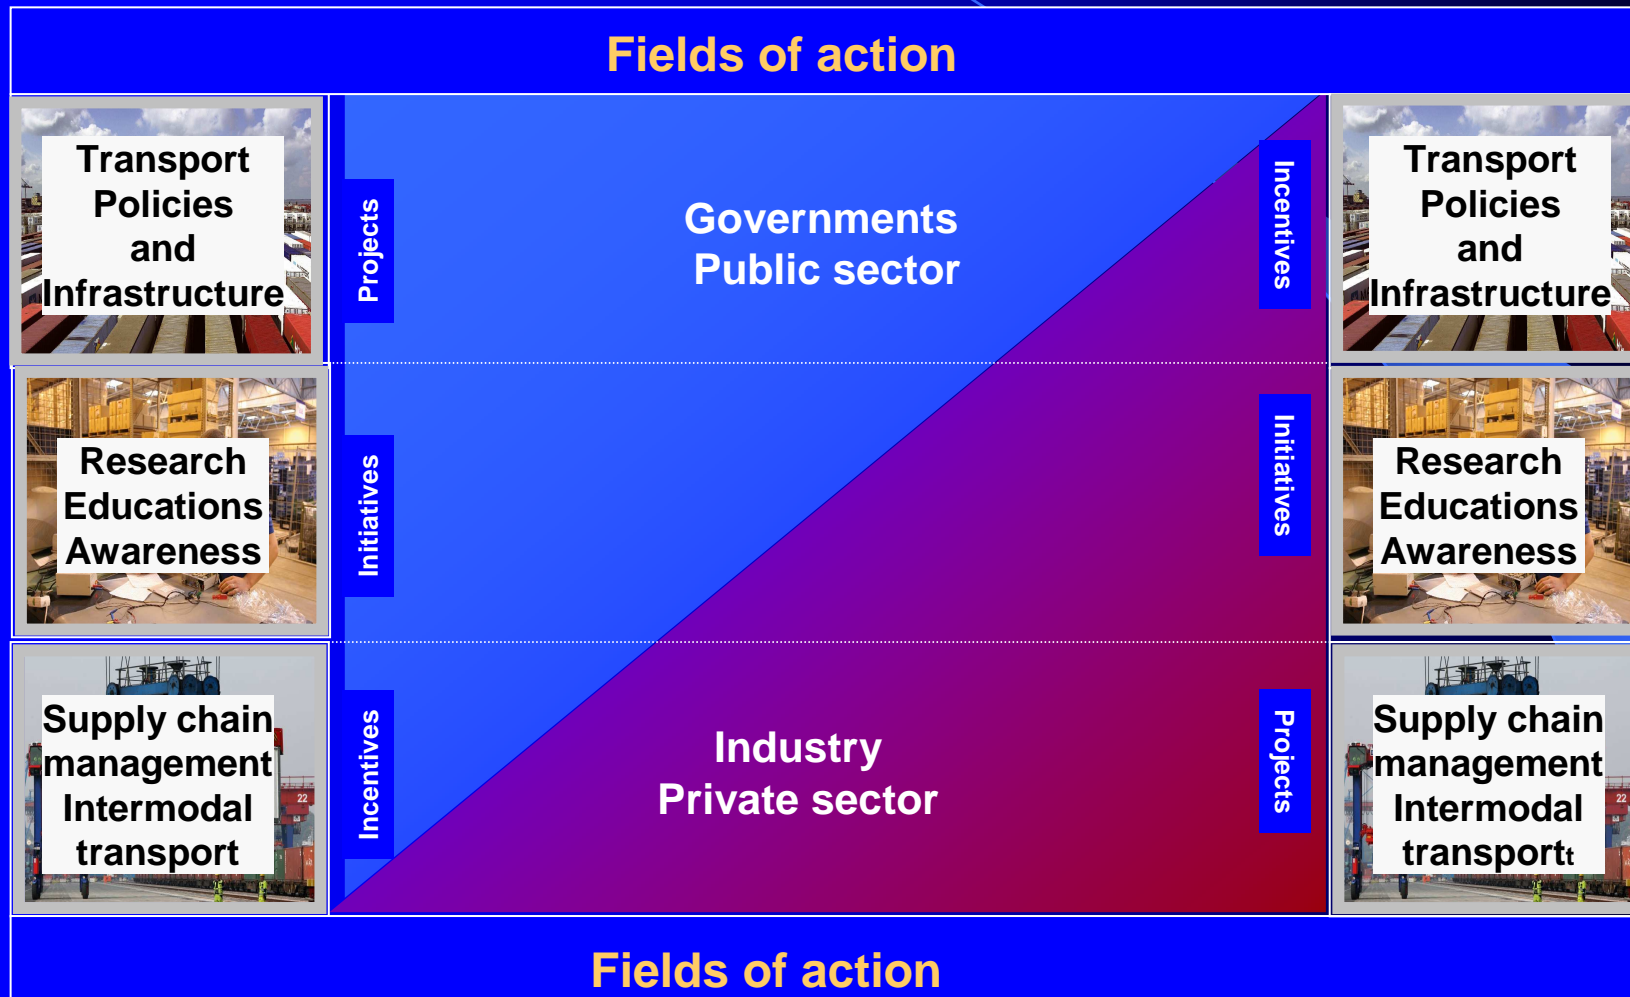 Fields of action
Transport
Policies
and
Infrastructure
Projects
Governments
Public sector
Incentives
Transport
Policies
and
Infrastructure
Research
Educations
Awareness
Initiatives
Initiatives
Research
Educations
Awareness
Supply chain
management
Intermodal
transport
22
Incentives
Industry
Private sector
Projects
Supply chain
management
Intermodal
transportt
22
Fields of action